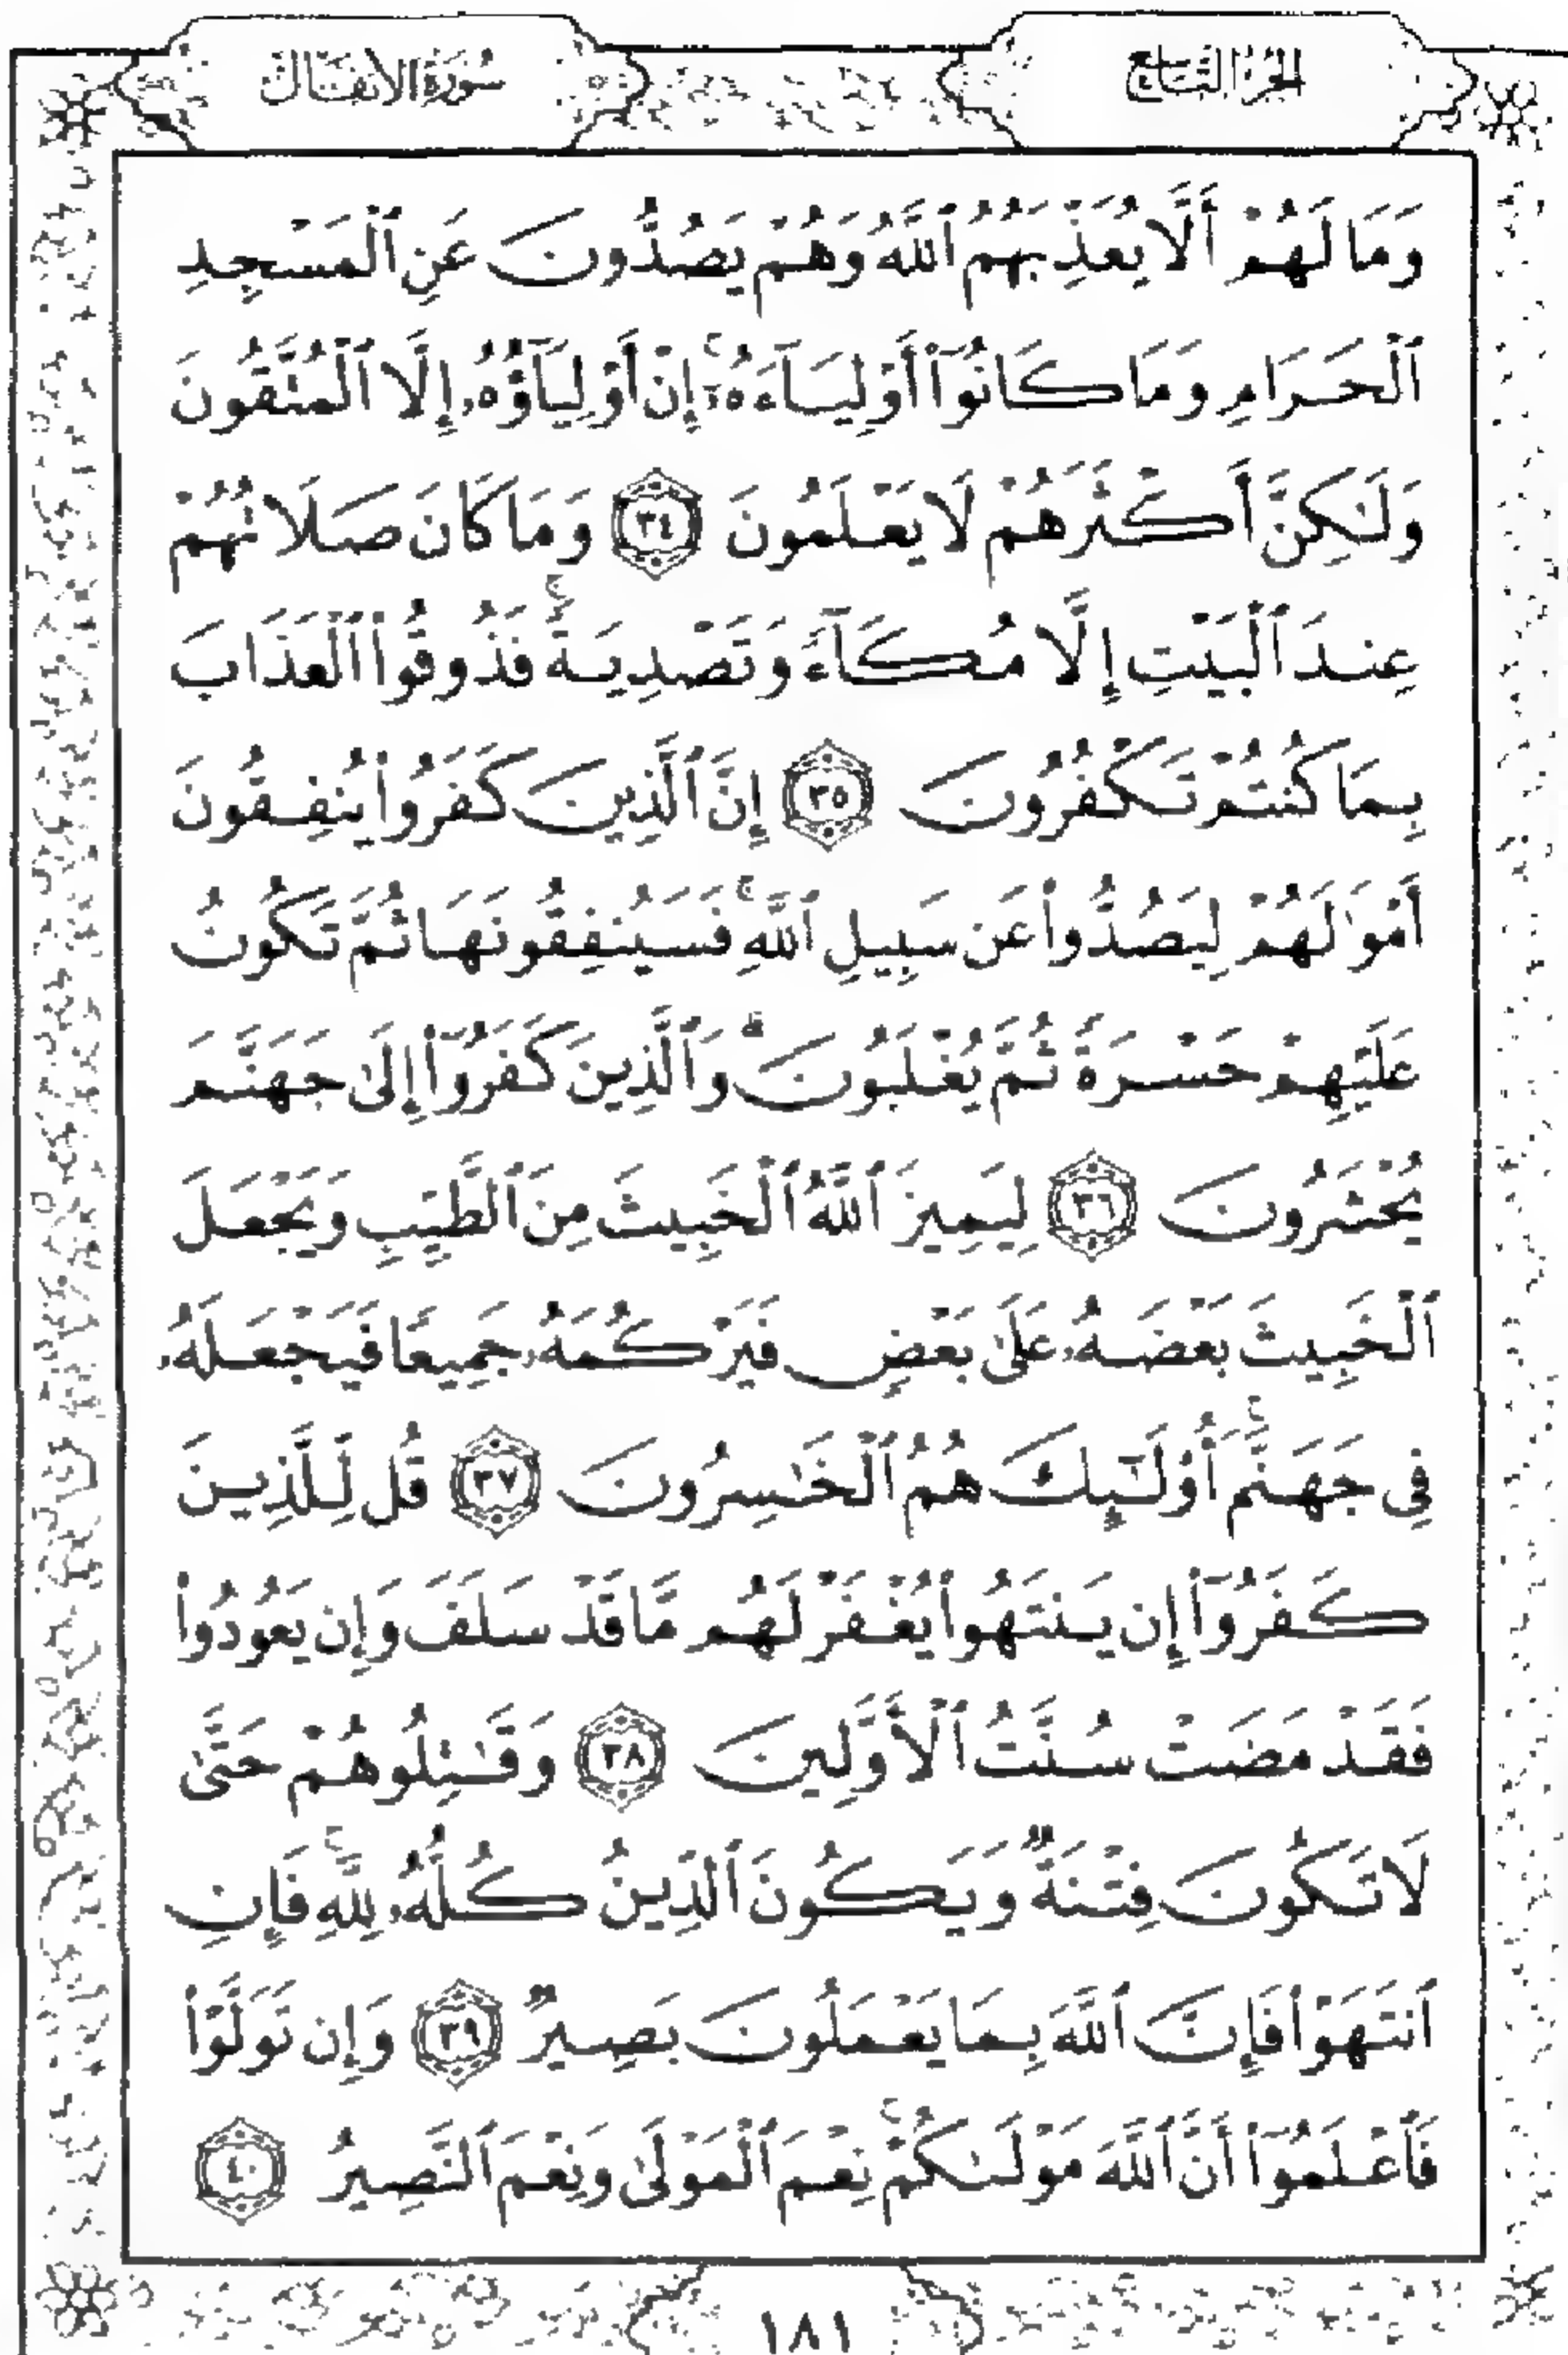 الجزء التاسع
سورة الأنفال
وَمَا لَهُمْ أَلَّا يُعَذِّبَهُمُ ٱللَّهُ وَهُمْ يَصُدُّونَ عَنِ ٱلْمَسْجِدِ
ٱلْحَرَامِ وَمَا كَانُوٓا۟ أَوْلِيَآءَهُۥٓ ۚ إِنْ أَوْلِيَآؤُهُۥٓ إِلَّا ٱلْمُتَّقُونَ
وَلَٰكِنَّ أَكْثَرَهُمْ لَا يَعْلَمُونَ ٣٤ وَمَا كَانَ صَلَاتُهُمْ
عِندَ ٱلْبَيْتِ إِلَّا مُكَآءً وَتَصْدِيَةً ۚ فَذُوقُوا۟ ٱلْعَذَابَ
بِمَا كُنتُمْ تَكْفُرُونَ ٣٥ إِنَّ ٱلَّذِينَ كَفَرُوا۟ يُنفِقُونَ
أَمْوَٰلَهُمْ لِيَصُدُّوا۟ عَن سَبِيلِ ٱللَّهِ ۚ فَسَيُنفِقُونَهَا ثُمَّ تَكُونُ
عَلَيْهِمْ حَسْرَةً ثُمَّ يُغْلَبُونَ ۗ وَٱلَّذِينَ كَفَرُوٓا۟ إِلَىٰ جَهَنَّمَ
يُحْشَرُونَ ٣٦ لِيَمِيزَ ٱللَّهُ ٱلْخَبِيثَ مِنَ ٱلطَّيِّبِ وَيَجْعَلَ
ٱلْخَبِيثَ بَعْضَهُۥ عَلَىٰ بَعْضٍ فَيَرْكُمَهُۥ جَمِيعًا فَيَجْعَلَهُۥ
فِى جَهَنَّمَ ۚ أُو۟لَٰٓئِكَ هُمُ ٱلْخَٰسِرُونَ ٣٧ قُل لِّلَّذِينَ
كَفَرُوٓا۟ إِن يَنتَهُوا۟ يُغْفَرْ لَهُم مَّا قَدْ سَلَفَ وَإِن يَعُودُوا۟
فَقَدْ مَضَتْ سُنَّتُ ٱلْأَوَّلِينَ ٣٨ وَقَٰتِلُوهُمْ حَتَّىٰ
لَا تَكُونَ فِتْنَةٌ وَيَكُونَ ٱلدِّينُ كُلُّهُۥ لِلَّهِ ۚ فَإِنِ
ٱنتَهَوْا۟ فَإِنَّ ٱللَّهَ بِمَا يَعْمَلُونَ بَصِيرٌ ٣٩ وَإِن تَوَلَّوْا۟
فَٱعْلَمُوٓا۟ أَنَّ ٱللَّهَ مَوْلَىٰكُمْ ۚ نِعْمَ ٱلْمَوْلَىٰ وَنِعْمَ ٱلنَّصِيرُ ٤٠
١٨١